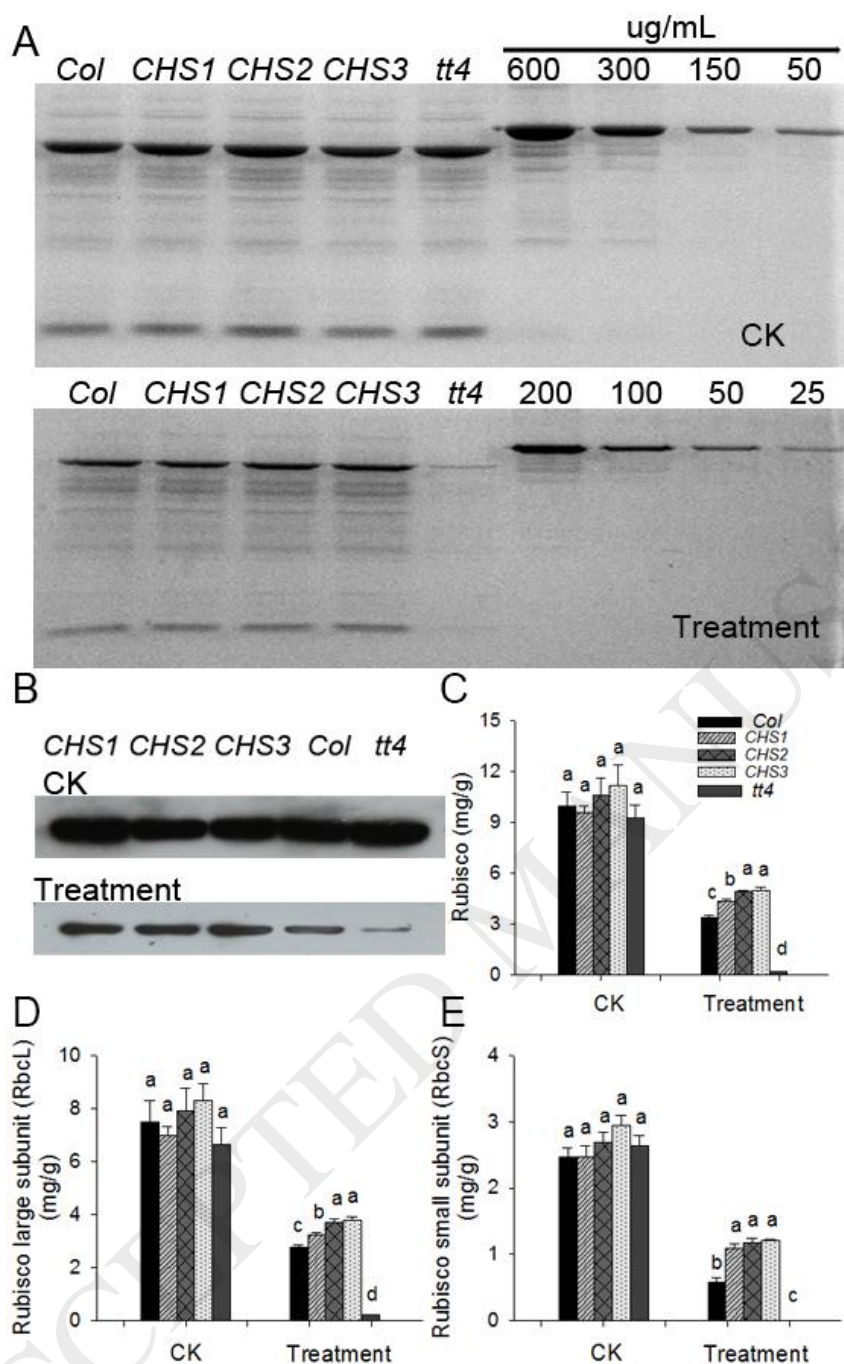 A
ug/mL
Col CHS1 CHS2 CHS3 tt4 600 300 150 50
CK
Col CHS1 CHS2 CHS3 tt4 200 100 50 25
Treatment
B
CHS1 CHS2 CHS3 Col tt4
CK
Treatment
C
Rubisco (mg/g)
15
12
9
6
3
0
a a a a a
c b a a d
Col
CHS1
CHS2
CHS3
tt4
CK Treatment
D
Rubisco large subunit (RbcL)
(mg/g)
10
8
6
4
2
0
a a a a a
c b a a d
CK Treatment
E
Rubisco small subunit (RbcS)
(mg/g)
4
3
2
1
0
a a a a a
b a a a c
CK Treatment
CEPTED MANUS